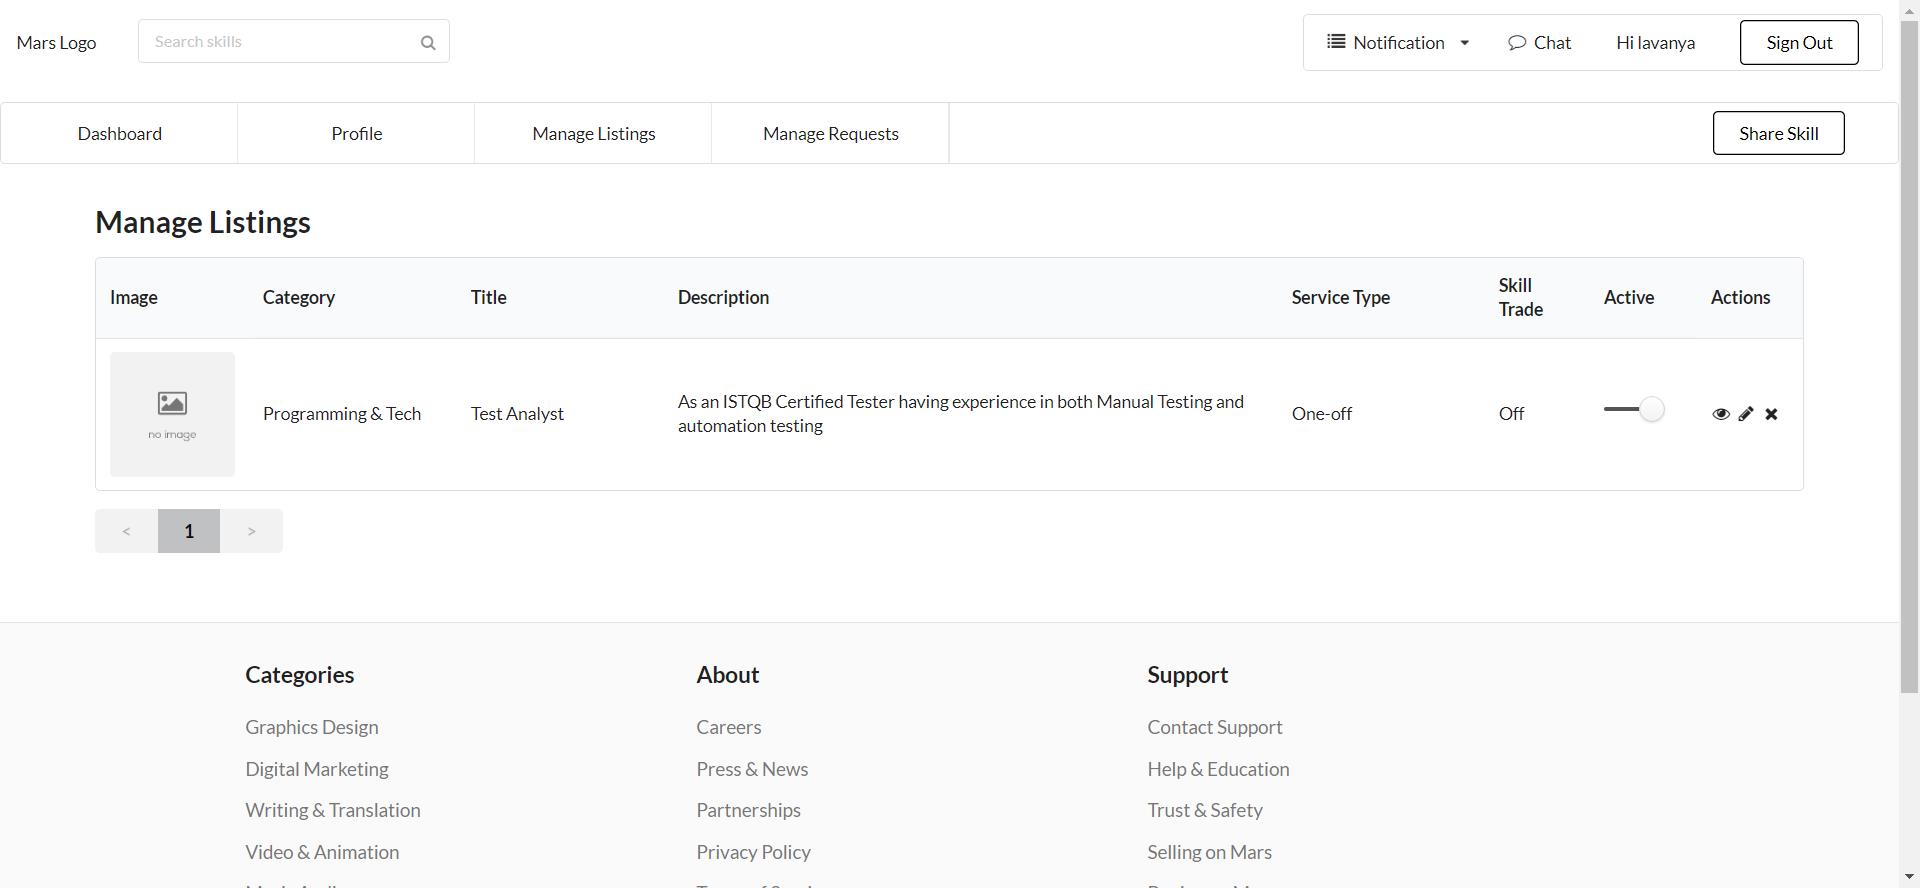 Mars Logo
Search skills
Notification
Chat
Hi lavanya
Sign Out
Dashboard
Profile
Manage Listings
Manage Requests
Share Skill
Manage Listings
Image
Category
Title
Description
Service Type
Skill
Trade
Active
Actions
no image
Programming & Tech
Test Analyst
As an ISTQB Certified Tester having experience in both Manual Testing and
automation testing
One-off
Off
<
1
>
Categories
About
Support
Graphics Design
Careers
Contact Support
Digital Marketing
Press & News
Help & Education
Writing & Translation
Partnerships
Trust & Safety
Video & Animation
Privacy Policy
Selling on Mars